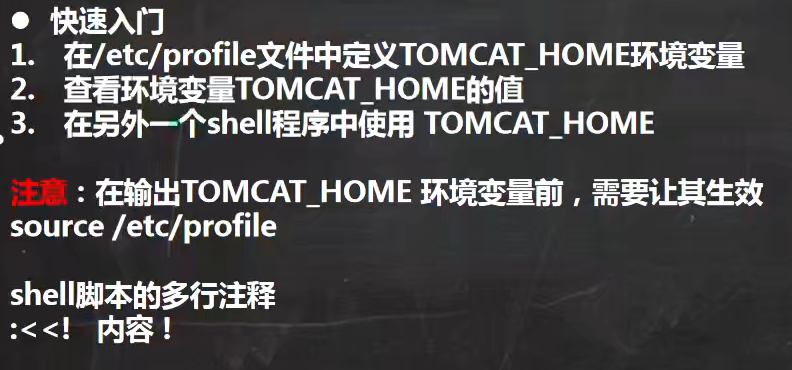 ● 快速入门
1. 在/etc/profile文件中定义TOMCAT_HOME环境变量
2. 查看环境变量TOMCAT_HOME的值
3. 在另外一个shell程序中使用 TOMCAT_HOME
注意：在输出TOMCAT_HOME 环境变量前，需要让其生效
source /etc/profile
shell脚本的多行注释
:<<! 内容 !